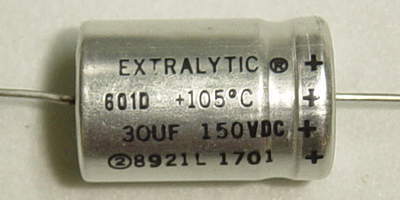 EXTRALYTIC ® +
601D +105°C +
30UF 150VDC +
②8921L 1701 +